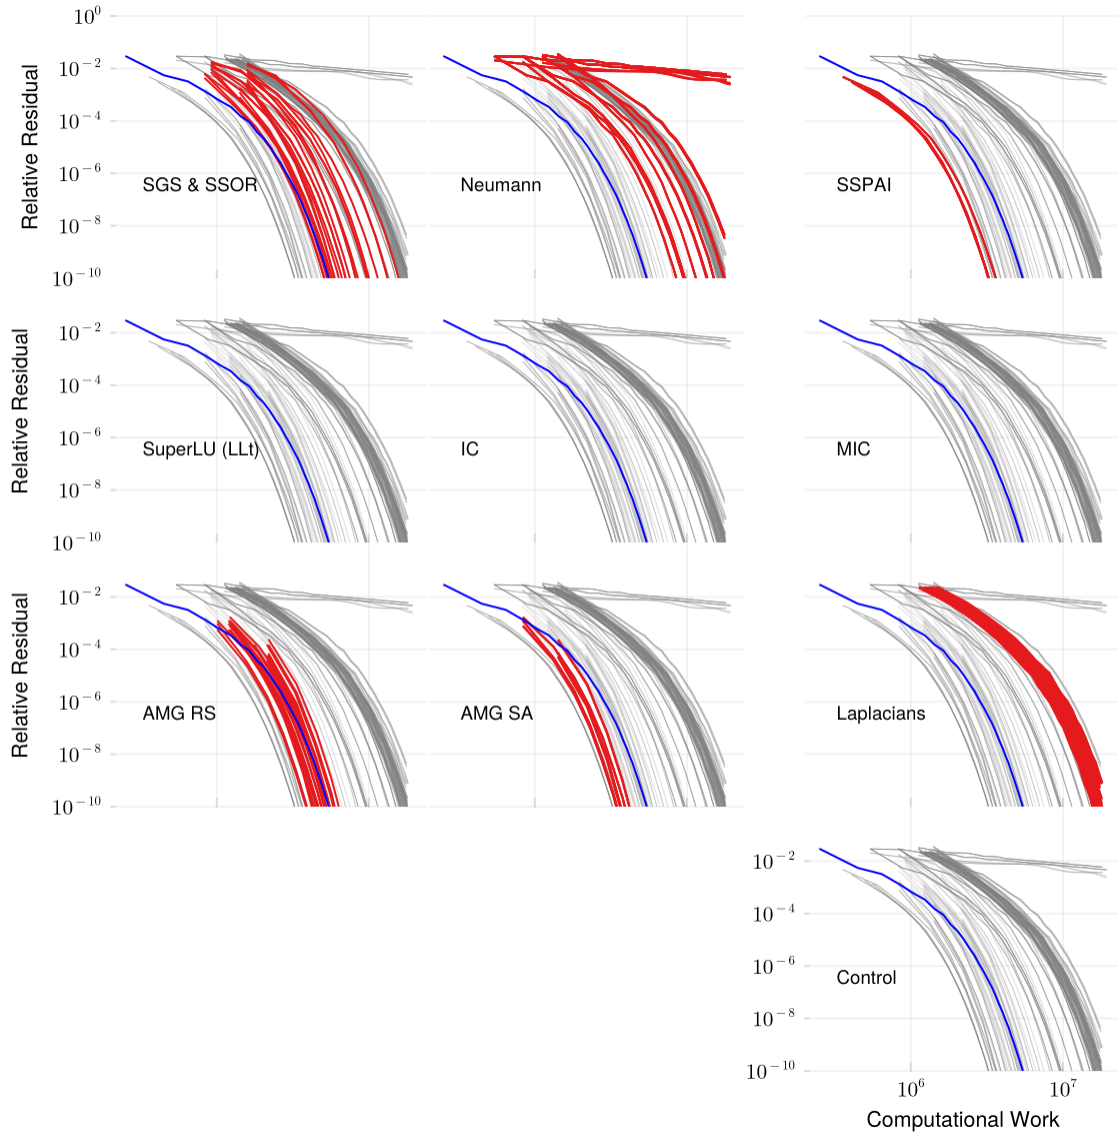 10^0
10^-2
10^-4
10^-6
10^-8
10^-10
Relative Residual
SGS & SSOR
Neumann
SSPAI
10^-2
10^-4
10^-6
10^-8
10^-10
Relative Residual
SuperLU (LLt)
IC
MIC
10^-2
10^-4
10^-6
10^-8
10^-10
Relative Residual
AMG RS
AMG SA
Laplacians
10^-2
10^-4
10^-6
10^-8
10^-10
Control
10^6
10^7
Computational Work